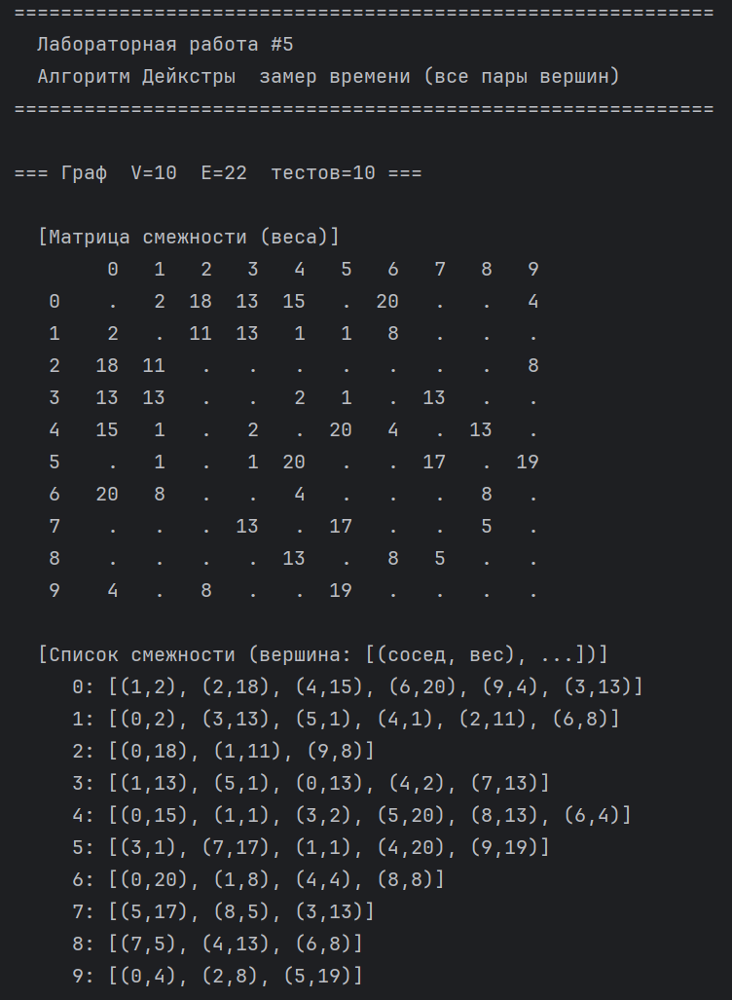 ============================================================
  Лабораторная работа #5
  Алгоритм Дейкстры  замер времени (все пары вершин)
============================================================

=== Граф  V=10  E=22  тестов=10 ===

  [Матрица смежности (веса)]
        0   1   2   3   4   5   6   7   8   9
   0    .   2  18  13  15   .  20   .   .   4
   1    2   .  11  13   1   1   8   .   .   .
   2   18  11   .   .   .   .   .   .   .   8
   3   13  13   .   .   2   1   .  13   .   .
   4   15   1   .   2   .  20   4   .  13   .
   5    .   1   .   1  20   .   .  17   .  19
   6   20   8   .   .   4   .   .   .   8   .
   7    .   .   .  13   .  17   .   .   5   .
   8    .   .   .   .  13   .   8   5   .   .
   9    4   .   8   .   .  19   .   .   .   .

  [Список смежности (вершина: [(сосед, вес), ...])]
     0: [(1,2), (2,18), (4,15), (6,20), (9,4), (3,13)]
     1: [(0,2), (3,13), (5,1), (4,1), (2,11), (6,8)]
     2: [(0,18), (1,11), (9,8)]
     3: [(1,13), (5,1), (0,13), (4,2), (7,13)]
     4: [(0,15), (1,1), (3,2), (5,20), (8,13), (6,4)]
     5: [(3,1), (7,17), (1,1), (4,20), (9,19)]
     6: [(0,20), (1,8), (4,4), (8,8)]
     7: [(5,17), (8,5), (3,13)]
     8: [(7,5), (4,13), (6,8)]
     9: [(0,4), (2,8), (5,19)]